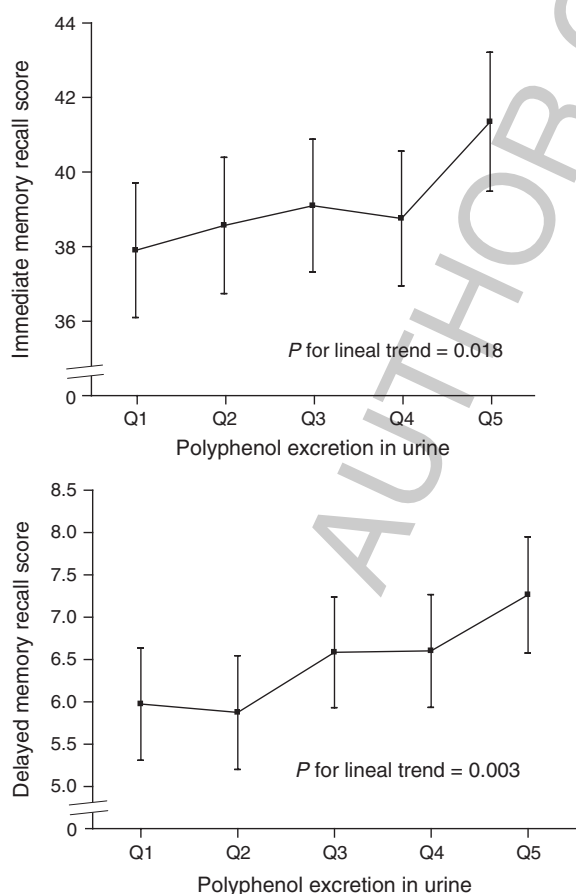 44
42
40
38
36
0
Immediate memory recall score
P for lineal trend = 0.018
Q1 Q2 Q3 Q4 Q5
Polyphenol excretion in urine
AUTHOR
8.5
8.0
7.5
7.0
6.5
6.0
5.5
5.0
0
Delayed memory recall score
P for lineal trend = 0.003
Q1 Q2 Q3 Q4 Q5
Polyphenol excretion in urine